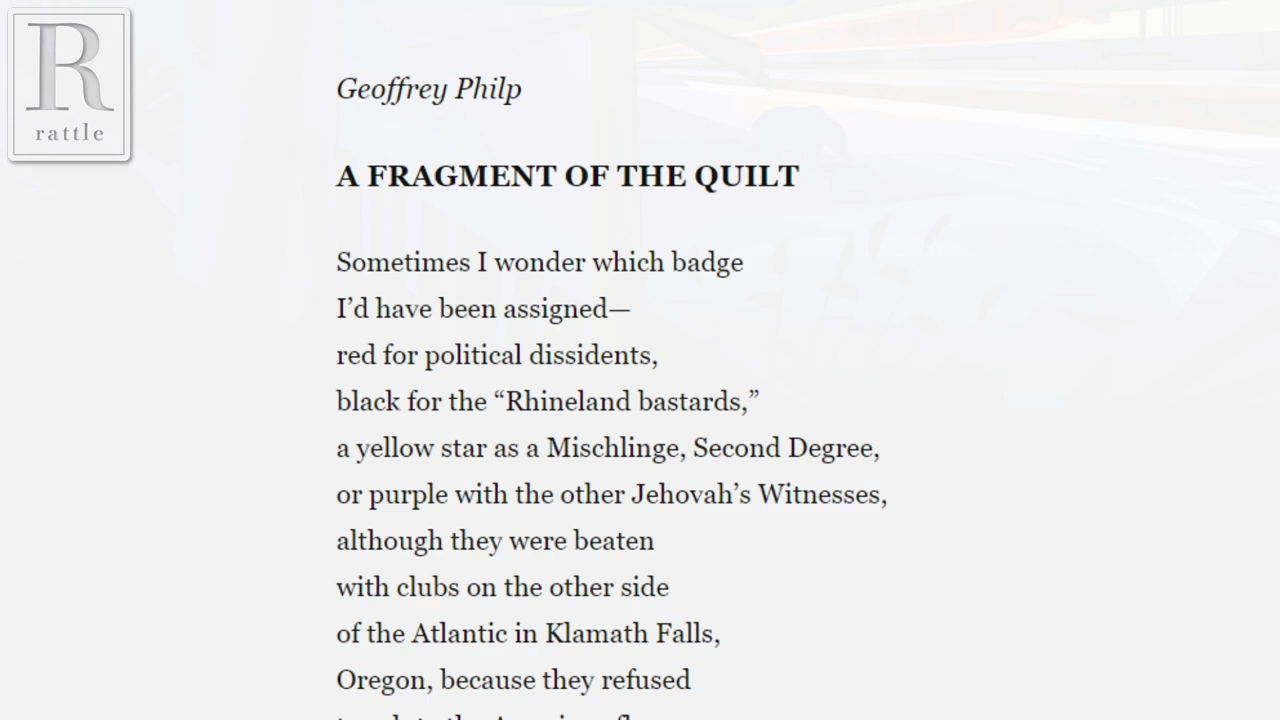 R
rattle
Geoffrey Philp
A FRAGMENT OF THE QUILT
Sometimes I wonder which badge
I’d have been assigned—
red for political dissidents,
black for the “Rhineland bastards,”
a yellow star as a Mischlinge, Second Degree,
or purple with the other Jehovah’s Witnesses,
although they were beaten
with clubs on the other side
of the Atlantic in Klamath Falls,
Oregon, because they refused